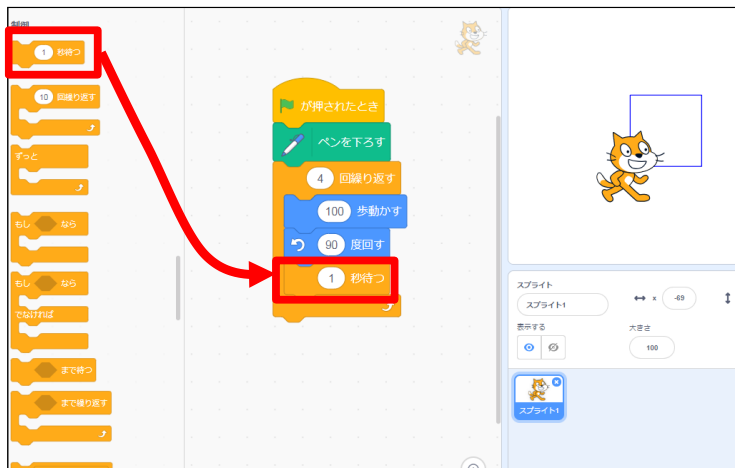 制御
1 秒待つ
10 回繰り返す
ずっと
もし なら
もし なら
でなければ
まで待つ
まで繰り返す
が押されたとき
ペンを下ろす
4 回繰り返す
100 歩動かす
90 度回す
1 秒待つ
スプライト
スプライト1
x -69
表示する
大きさ
100
スプライト1